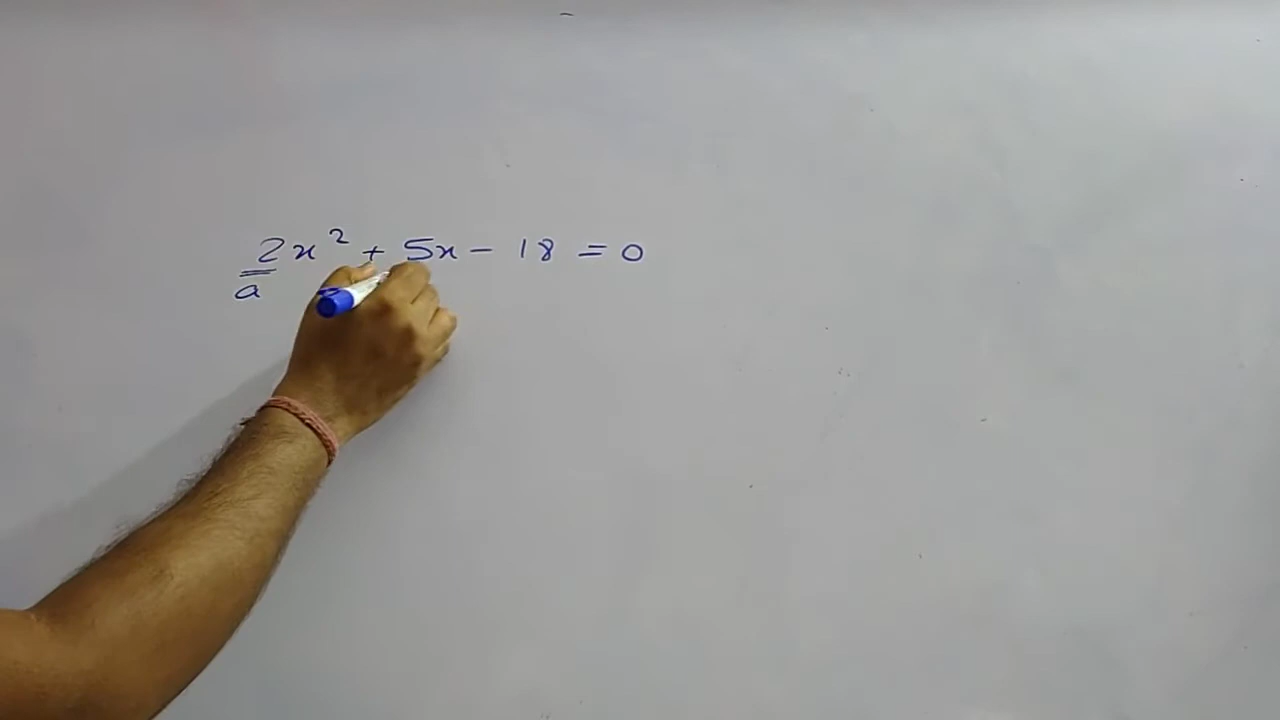 2x² + 5x - 18 = 0
a